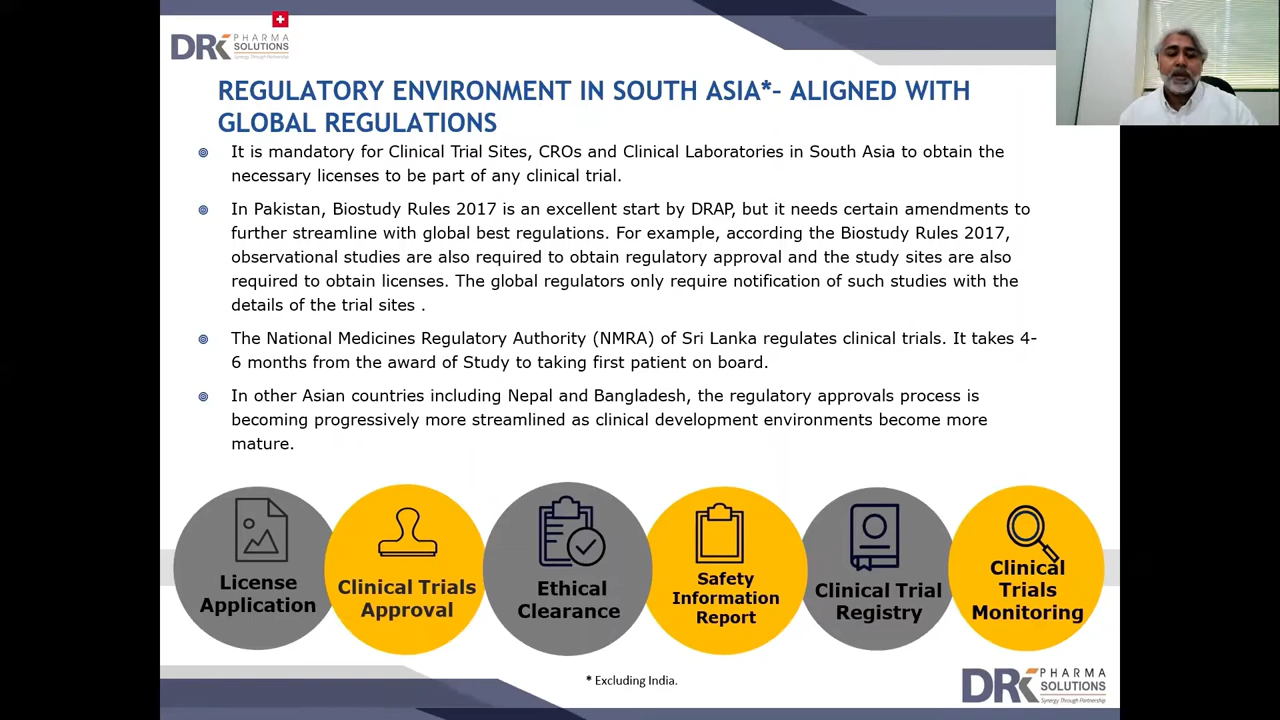 DRK PHARMA
SOLUTIONS
Synergy Through Partnership
REGULATORY ENVIRONMENT IN SOUTH ASIA*- ALIGNED WITH
GLOBAL REGULATIONS
It is mandatory for Clinical Trial Sites, CROs and Clinical Laboratories in South Asia to obtain the
necessary licenses to be part of any clinical trial.
In Pakistan, Biostudy Rules 2017 is an excellent start by DRAP, but it needs certain amendments to
further streamline with global best regulations. For example, according the Biostudy Rules 2017,
observational studies are also required to obtain regulatory approval and the study sites are also
required to obtain licenses. The global regulators only require notification of such studies with the
details of the trial sites .
The National Medicines Regulatory Authority (NMRA) of Sri Lanka regulates clinical trials. It takes 4-
6 months from the award of Study to taking first patient on board.
In other Asian countries including Nepal and Bangladesh, the regulatory approvals process is
becoming progressively more streamlined as clinical development environments become more
mature.
License
Application
Clinical Trials
Approval
Ethical
Clearance
Safety
Information
Report
Clinical Trial
Registry
Clinical
Trials
Monitoring
* Excluding India.
DRK PHARMA
SOLUTIONS
Synergy Through Partnership